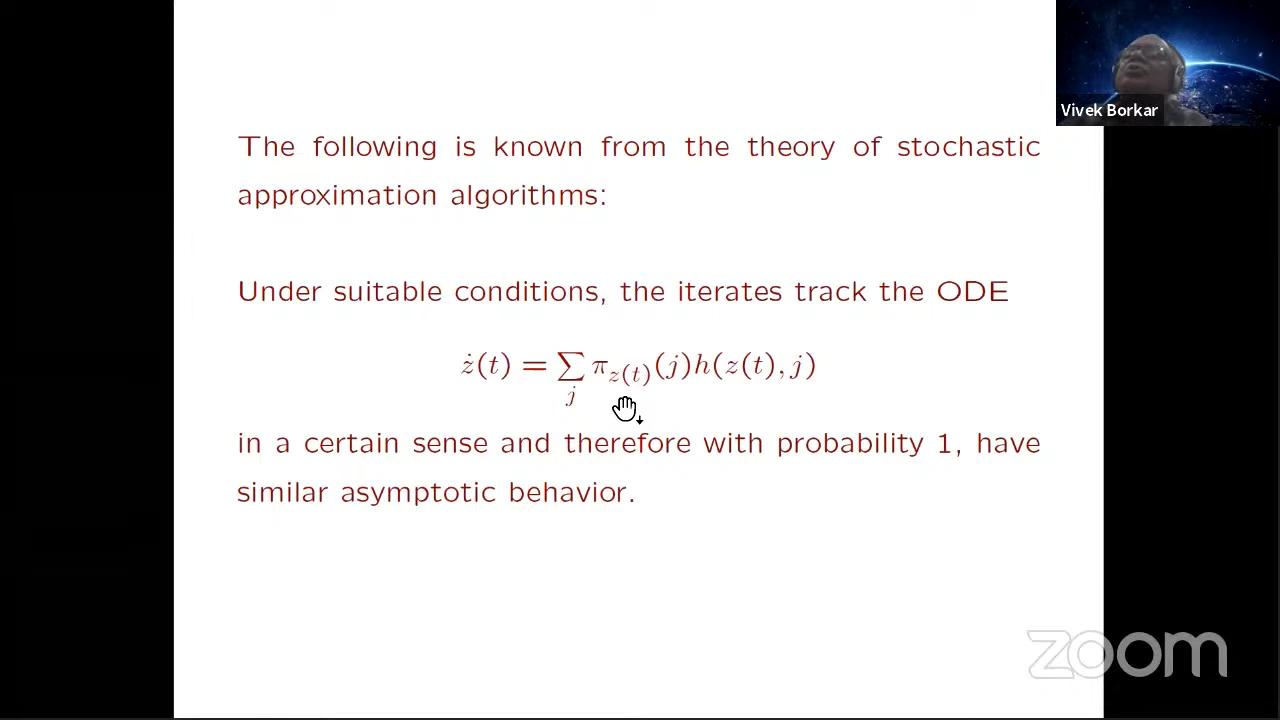 Vivek Borkar
The following is known from the theory of stochastic
approximation algorithms:
Under suitable conditions, the iterates track the ODE
ż(t) = ∑_j π_{z(t)}(j)h(z(t), j)
in a certain sense and therefore with probability 1, have
similar asymptotic behavior.
zoom